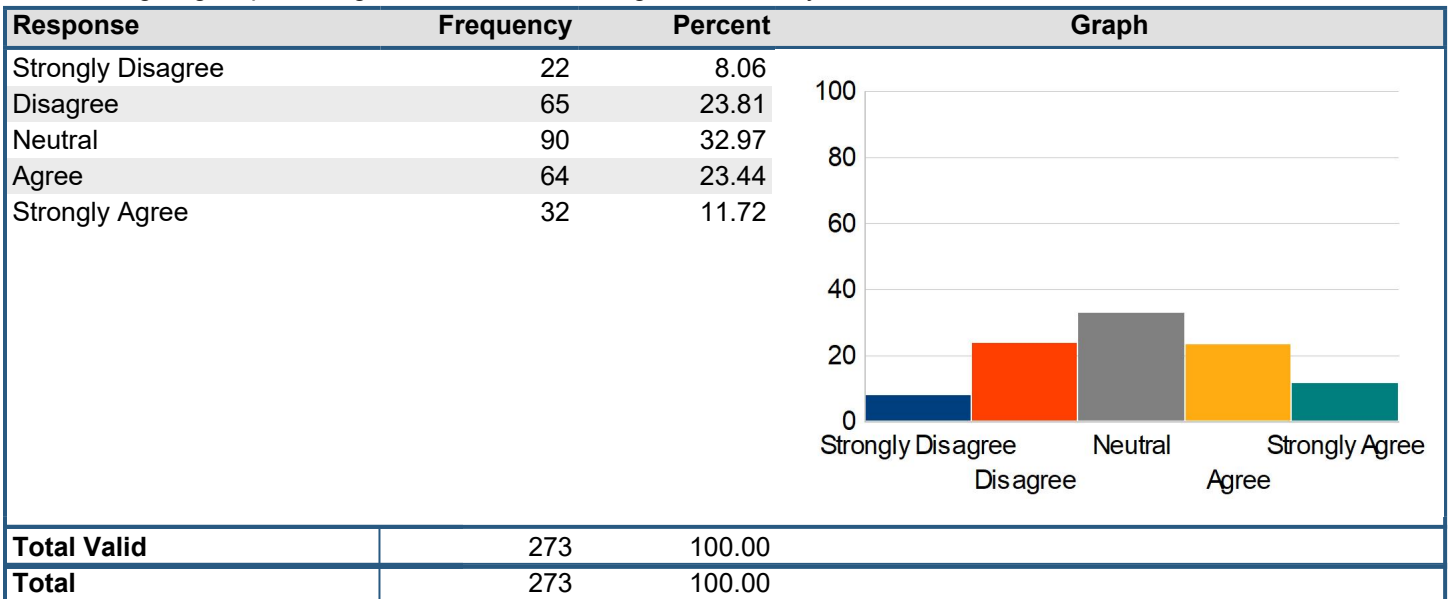 Response Frequency Percent Graph
Strongly Disagree 22 8.06
Disagree 65 23.81
Neutral 90 32.97
Agree 64 23.44
Strongly Agree 32 11.72
100
80
60
40
20
0
Strongly Disagree Neutral Strongly Agree
Disagree Agree
Total Valid 273 100.00
Total 273 100.00